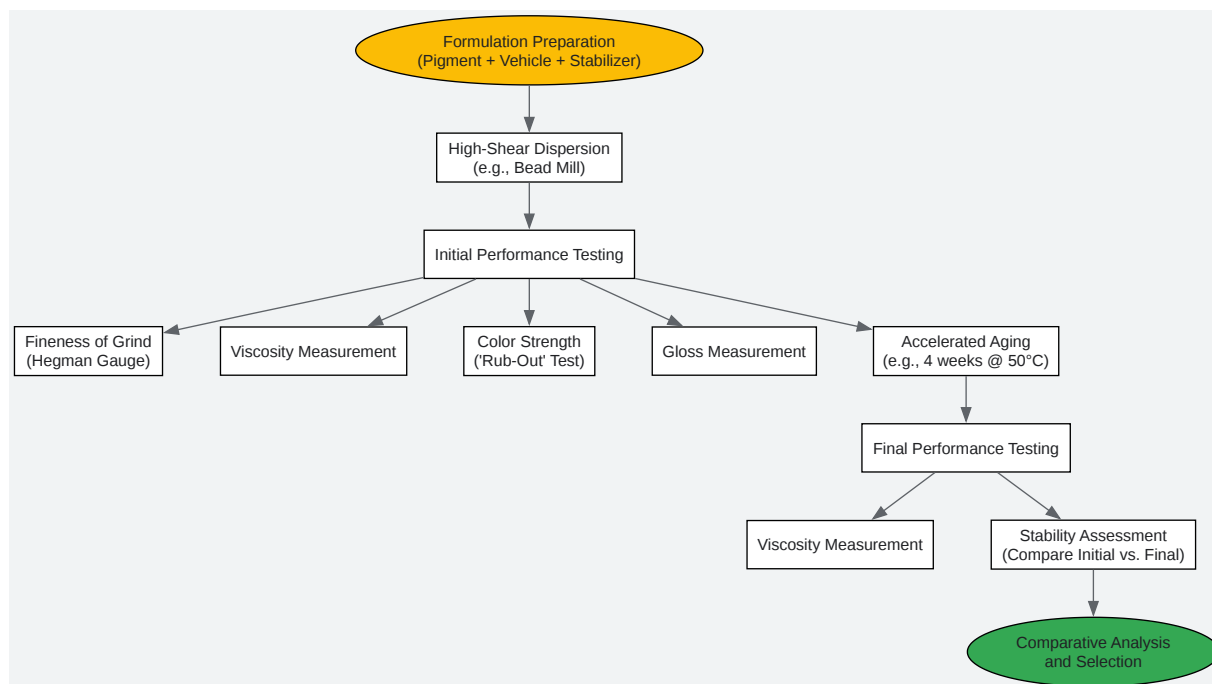 Formulation Preparation
(Pigment + Vehicle + Stabilizer)
High-Shear Dispersion
(e.g., Bead Mill)
Initial Performance Testing
Fineness of Grind
(Hegman Gauge)
Viscosity Measurement
Color Strength
('Rub-Out' Test)
Gloss Measurement
Accelerated Aging
(e.g., 4 weeks @ 50°C)
Final Performance Testing
Viscosity Measurement
Stability Assessment
(Compare Initial vs. Final)
Comparative Analysis
and Selection